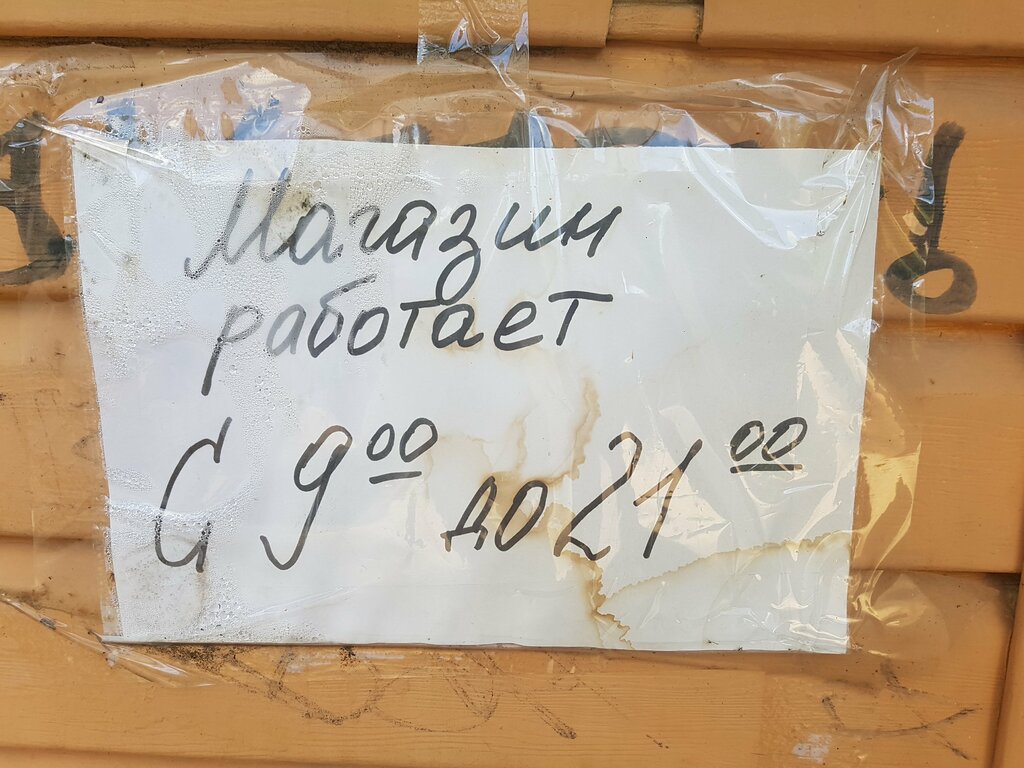 Магазин
работает
С 9⁰⁰ до 21⁰⁰